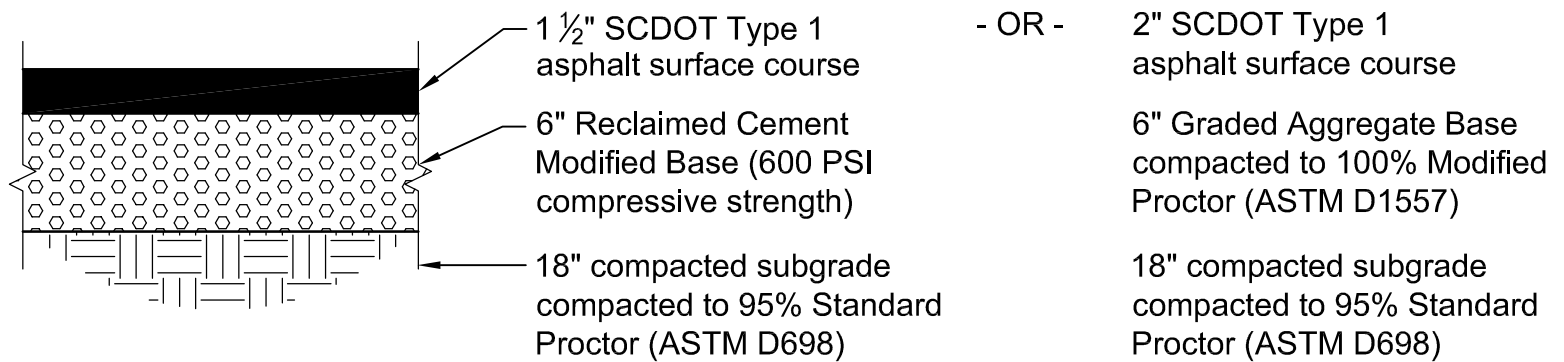 1 ½" SCDOT Type 1
asphalt surface course
6" Reclaimed Cement
Modified Base (600 PSI
compressive strength)
18" compacted subgrade
compacted to 95% Standard
Proctor (ASTM D698)
- OR -
2" SCDOT Type 1
asphalt surface course
6" Graded Aggregate Base
compacted to 100% Modified
Proctor (ASTM D1557)
18" compacted subgrade
compacted to 95% Standard
Proctor (ASTM D698)